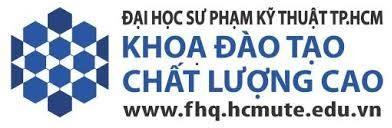 ĐẠI HỌC SƯ PHẠM KỸ THUẬT TP.HCM
KHOA ĐÀO TẠO
CHẤT LƯỢNG CAO
www.fhq.hcmute.edu.vn